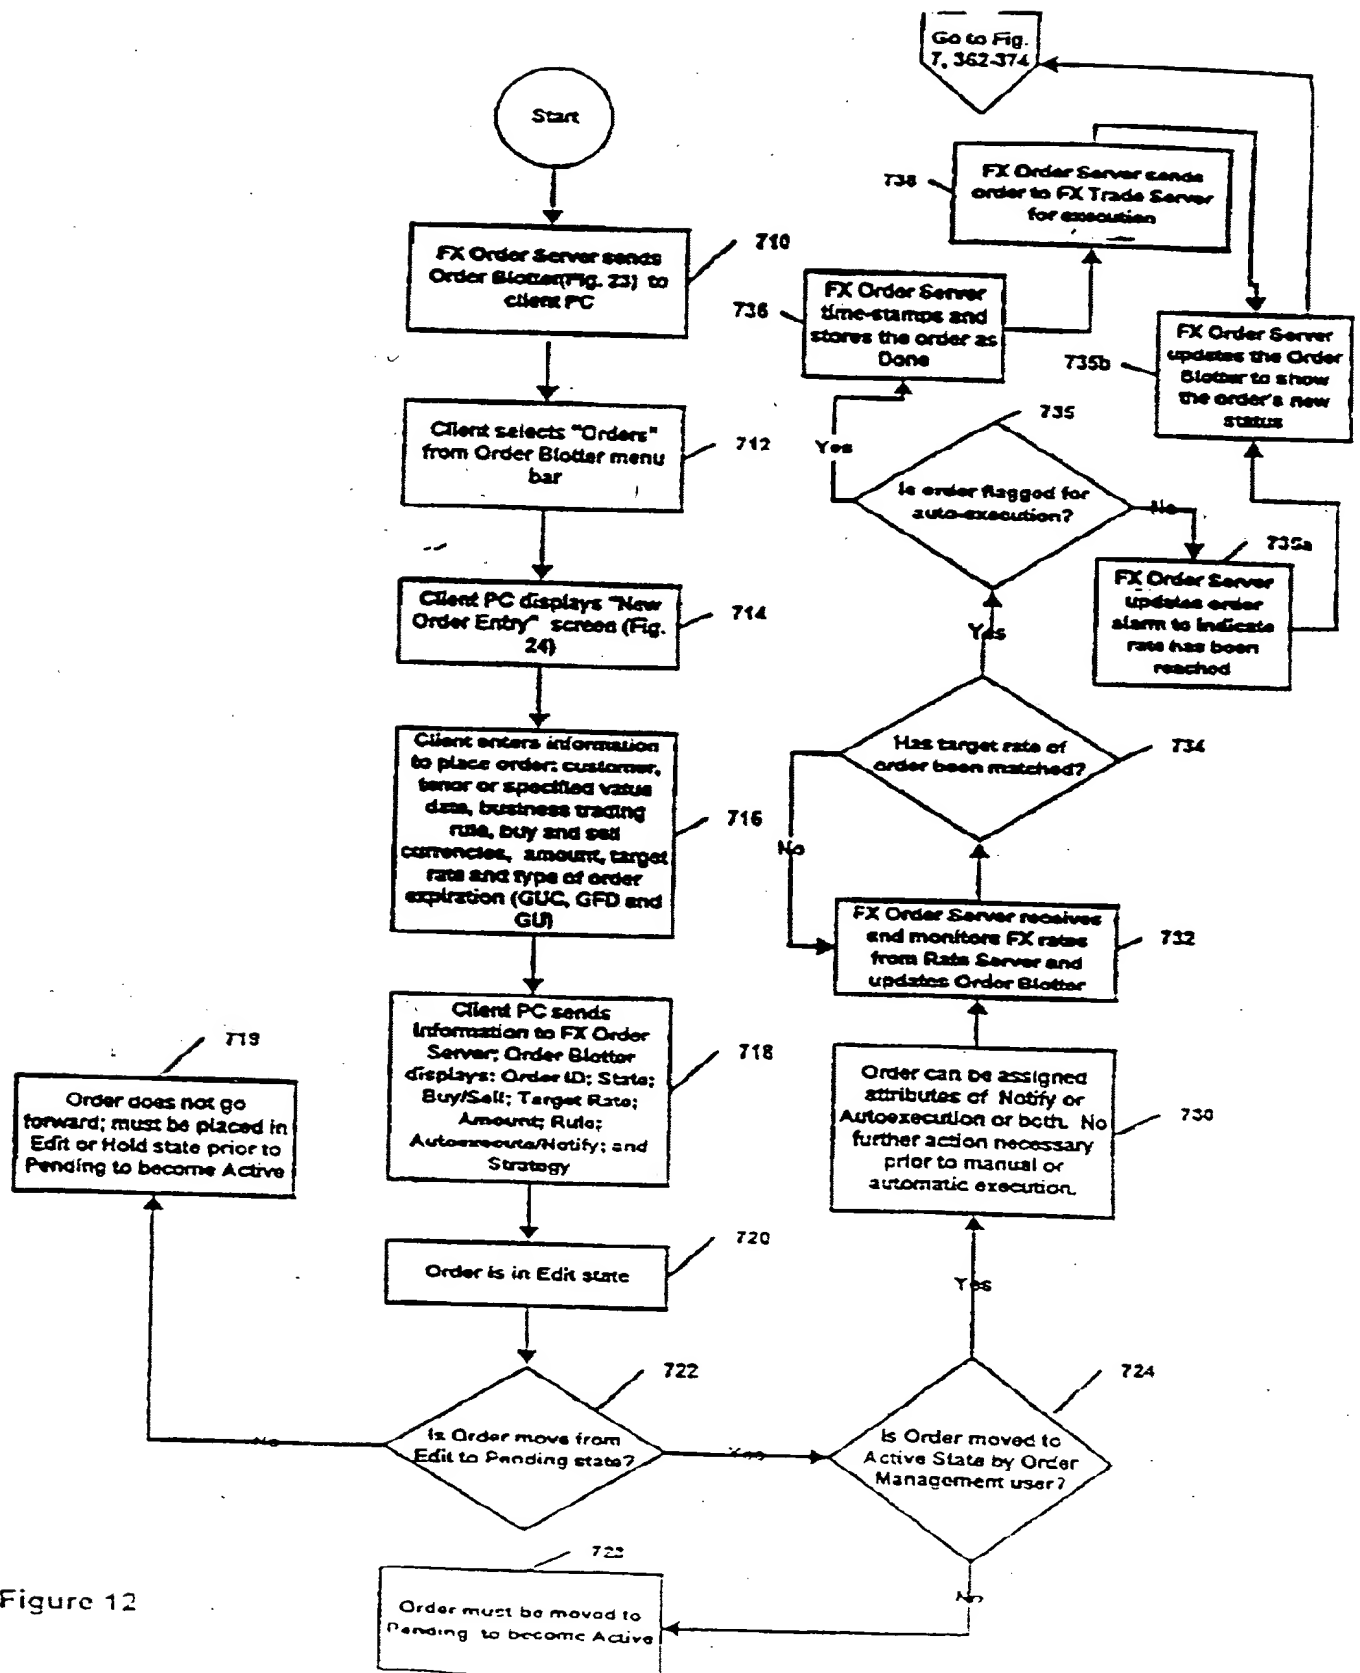 Go to Fig.
7, 362-374
Start
FX Order Server sends
Order Blotter(Fig. 23) to
client PC
710
Client selects "Orders"
from Order Blotter menu
bar
712
Client PC displays "New
Order Entry" screen (Fig.
24)
714
Client enters information
to place order: customer,
tenor or specified value
date, business trading
rule, buy and sell
currencies, amount, target
rate and type of order
expiration (GUC, GFD and
GU)
716
Client PC sends
Information to FX Order
Server; Order Blotter
displays: Order ID; State;
Buy/Sell; Target Rate;
Amount; Rule;
Autoexecute/Notify; and
Strategy
718
719
Order does not go
forward; must be placed in
Edit or Hold state prior to
Pending to become Active
Order is in Edit state
720
Is Order move from
Edit to Pending state?
722
No
Yes
Is Order moved to
Active State by Order
Management user?
724
No
Order must be moved to
Pending to become Active
Yes
Order can be assigned
attributes of Notify or
Autoexecution or both. No
further action necessary
prior to manual or
automatic execution.
730
FX Order Server receives
and monitors FX rates
from Rate Server and
updates Order Blotter
732
Has target rate of
order been matched?
734
No
Yes
Is order flagged for
auto-execution?
735
Yes
No
735a
FX Order Server
updates order
alarm to indicate
rate has been
reached
735b
FX Order Server
updates the Order
Blotter to show
the order's new
status
736
FX Order Server
time-stamps and
stores the order as
Done
738
FX Order Server sends
order to FX Trade Server
for execution
Figure 12